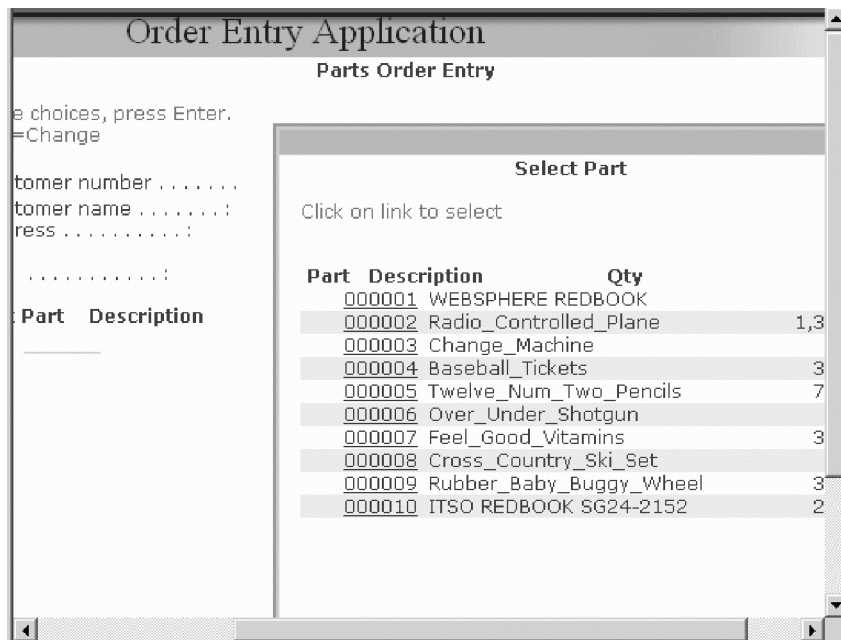 Order Entry Application
Parts Order Entry
e choices, press Enter.
=Change
tomer number . . . . . . .
tomer name . . . . . . . :
ress . . . . . . . . . . :
. . . . . . . . . . . :
Part Description
Select Part
Click on link to select
Part Description Qty
000001 WEBSPHERE REDBOOK
000002 Radio_Controlled_Plane 1,3
000003 Change_Machine
000004 Baseball_Tickets 3
000005 Twelve_Num_Two_Pencils 7
000006 Over_Under_Shotgun
000007 Feel_Good_Vitamins 3
000008 Cross_Country_Ski_Set
000009 Rubber_Baby_Buggy_Wheel 3
000010 ITSO REDBOOK SG24-2152 2